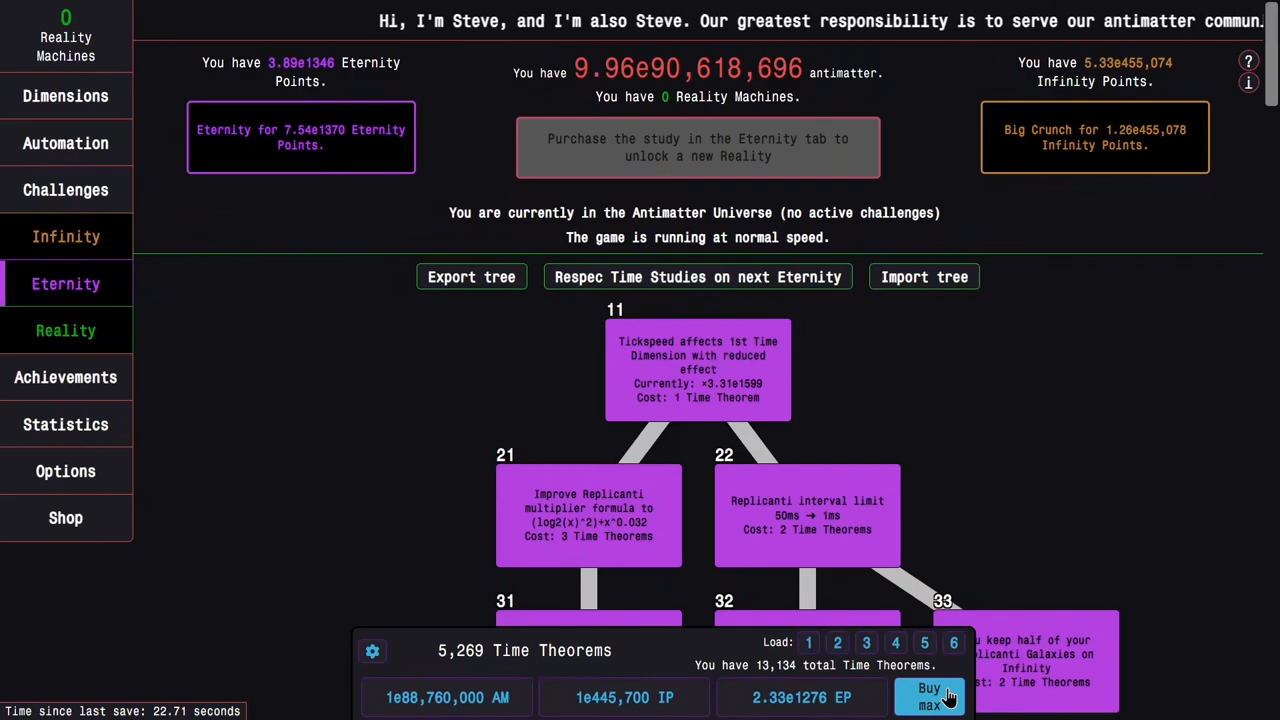 0
Reality
Machines
Dimensions
Automation
Challenges
Infinity
Eternity
Reality
Achievements
Statistics
Options
Shop
Time since last save: 22.71 seconds
Hi, I'm Steve, and I'm also Steve. Our greatest responsibility is to serve our antimatter
You have 3.89e1346 Eternity
Points.
Eternity for 7.54e1370 Eternity
Points.
You have 9.96e90,618,696 antimatter.
You have 0 Reality Machines.
Purchase the study in the Eternity tab to
unlock a new Reality
You have 5.33e455,074
Infinity Points.
Big Crunch for 1.26e455,078
Infinity Points.
?
i
You are currently in the Antimatter Universe (no active challenges)
The game is running at normal speed.
Export tree
Respec Time Studies on next Eternity
Import tree
11
Tickspeed affects 1st Time
Dimension with reduced
effect
Currently: ×3.31e1599
Cost: 1 Time Theorem
21
Improve Replicanti
multiplier formula to
(log2(x)^2)+x^0.032
Cost: 3 Time Theorems
22
Replicanti interval limit
50ms → 1ms
Cost: 2 Time Theorems
31
32
33
keep half of your
Galaxies on
Infinity
2 Time Theorems
5,269 Time Theorems
Load: 1 2 3 4 5 6
You have 13,134 total Time Theorems.
1e88,760,000 AM
1e445,700 IP
2.33e1276 EP
Buy
max